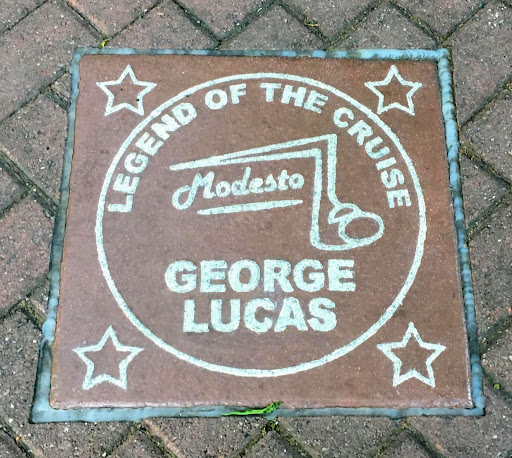 LEGEND OF THE CRUISE
Modesto
GEORGE
LUCAS